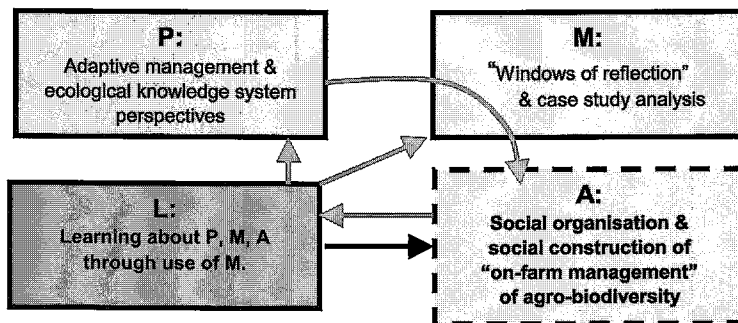 P:
Adaptive management &
ecological knowledge system
perspectives
M:
"Windows of reflection"
& case study analysis
L:
Learning about P, M, A
through use of M.
A:
Social organisation &
social construction of
"on-farm management"
of agro-biodiversity